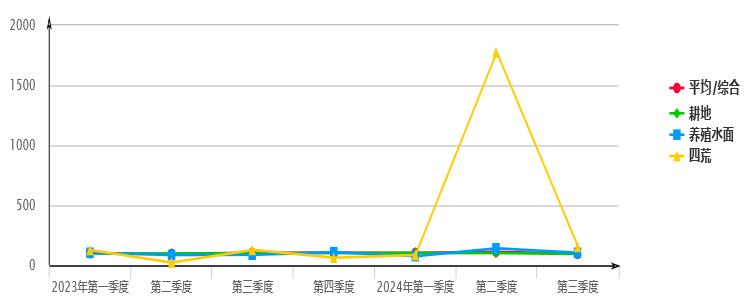 2000
1500
1000
500
0
2023年第一季度 第二季度 第三季度 第四季度 2024年第一季度 第二季度 第三季度
平均/综合
耕地
养殖水面
四荒